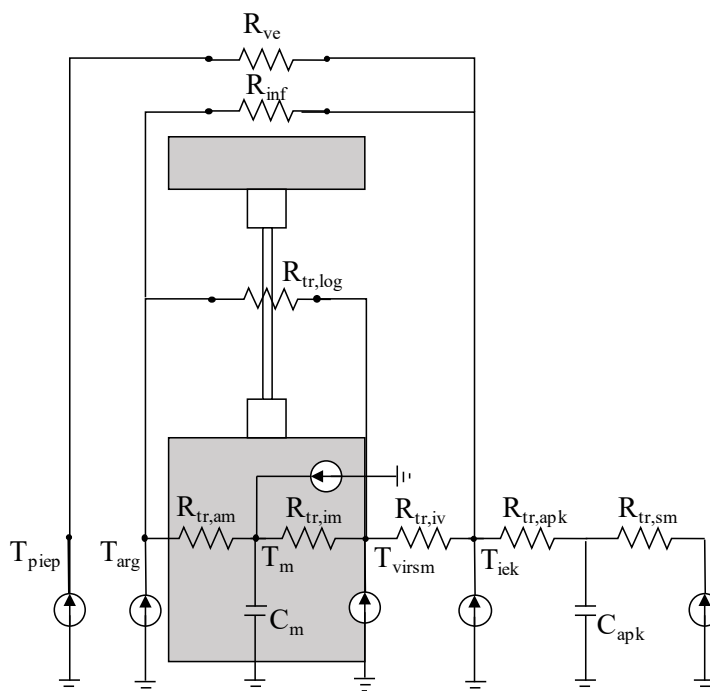 R_ve
R_inf
R_tr,log
R_tr,am
R_tr,im
R_tr,iv
R_tr,apk
R_tr,sm
T_piep
T_arg
T_m
T_virsm
T_iek
C_m
C_apk